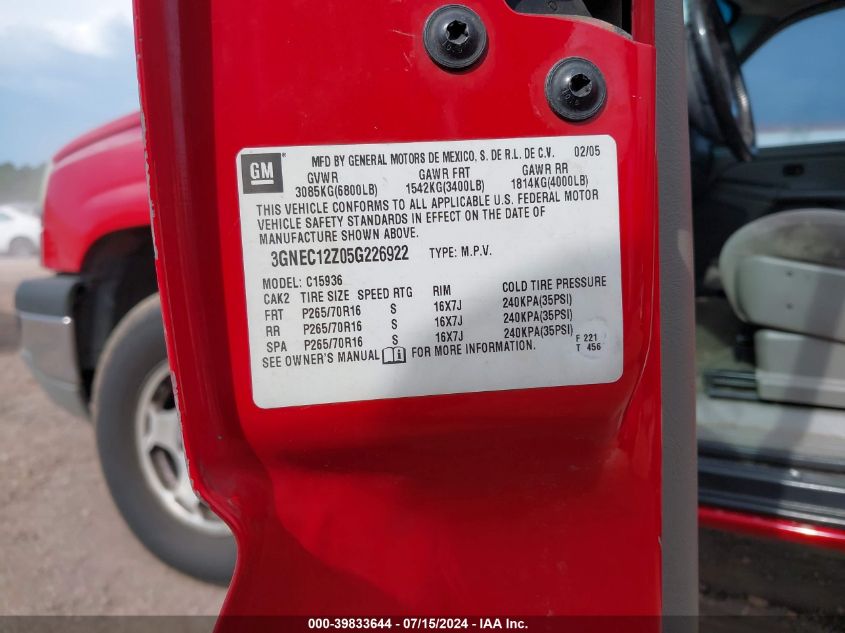 GM MFD BY GENERAL MOTORS DE MEXICO, S. DE R.L. DE C.V. 02/05
GVWR GAWR FRT GAWR RR
3085KG(6800LB) 1542KG(3400LB) 1814KG(4000LB)
THIS VEHICLE CONFORMS TO ALL APPLICABLE U.S. FEDERAL MOTOR
VEHICLE SAFETY STANDARDS IN EFFECT ON THE DATE OF
MANUFACTURE SHOWN ABOVE.
3GNEC12Z05G226922 TYPE: M.P.V.
MODEL: C15936
CAK2 TIRE SIZE SPEED RTG RIM COLD TIRE PRESSURE
FRT P265/70R16 S 16X7J 240KPA(35PSI)
RR P265/70R16 S 16X7J 240KPA(35PSI)
SPA P265/70R16 S 16X7J 240KPA(35PSI)
SEE OWNER'S MANUAL FOR MORE INFORMATION.
F 221
T 456
000-39833644 - 07/15/2024 - IAA Inc.